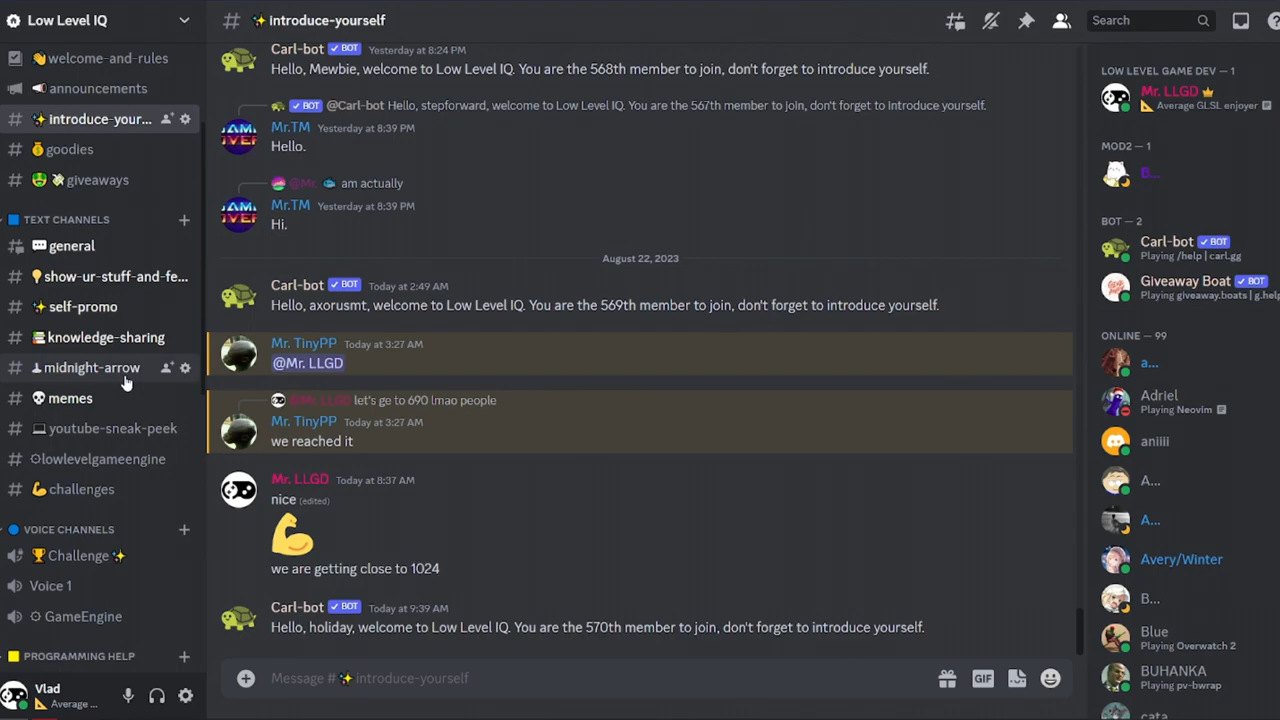 Low Level IQ
👋welcome-and-rules
📢announcements
✨introduce-your...
💰goodies
🤑💸giveaways
TEXT CHANNELS
💬general
💡show-ur-stuff-and-fe...
✨self-promo
📚knowledge-sharing
midnight-arrow
💀memes
💻youtube-sneak-peek
lowlevelgameengine
💪challenges
VOICE CHANNELS
🏆Challenge✨
Voice 1
GameEngine
PROGRAMMING HELP
Vlad
📐 Average ...
# ✨introduce-yourself
Search
Carl-bot ✔ BOT Yesterday at 8:24 PM
Hello, Mewbie, welcome to Low Level IQ. You are the 568th member to join, don't forget to introduce yourself.
✔ BOT @Carl-bot Hello, stepforward, welcome to Low Level IQ. You are the 567th member to join, don't forget to introduce yourself.
Mr.TM Yesterday at 8:39 PM
Hello.
@Mr. 🐟 am actually
Mr.TM Yesterday at 8:39 PM
Hi.
August 22, 2023
Carl-bot ✔ BOT Today at 2:49 AM
Hello, axorusmt, welcome to Low Level IQ. You are the 569th member to join, don't forget to introduce yourself.
Mr. TinyPP Today at 3:27 AM
@Mr. LLGD
@Mr. LLGD let's ge to 690 lmao people
Mr. TinyPP Today at 3:27 AM
we reached it
Mr. LLGD Today at 8:37 AM
nice (edited)
💪
we are getting close to 1024
Carl-bot ✔ BOT Today at 9:39 AM
Hello, holiday, welcome to Low Level IQ. You are the 570th member to join, don't forget to introduce yourself.
Message #✨introduce-yourself
GIF
LOW LEVEL GAME DEV — 1
Mr. LLGD
📐 Average GLSL enjoyer
MOD2 — 1
B...
BOT — 2
Carl-bot ✔ BOT
Playing /help | carl.gg
Giveaway Boat ✔ BOT
Playing giveaway.boats | g.help
ONLINE — 99
a...
Adriel
Playing Neovim
aniiii
A...
A...
Avery/Winter
B...
Blue
Playing Overwatch 2
BUHANKA
Playing pv-bwrap
cata